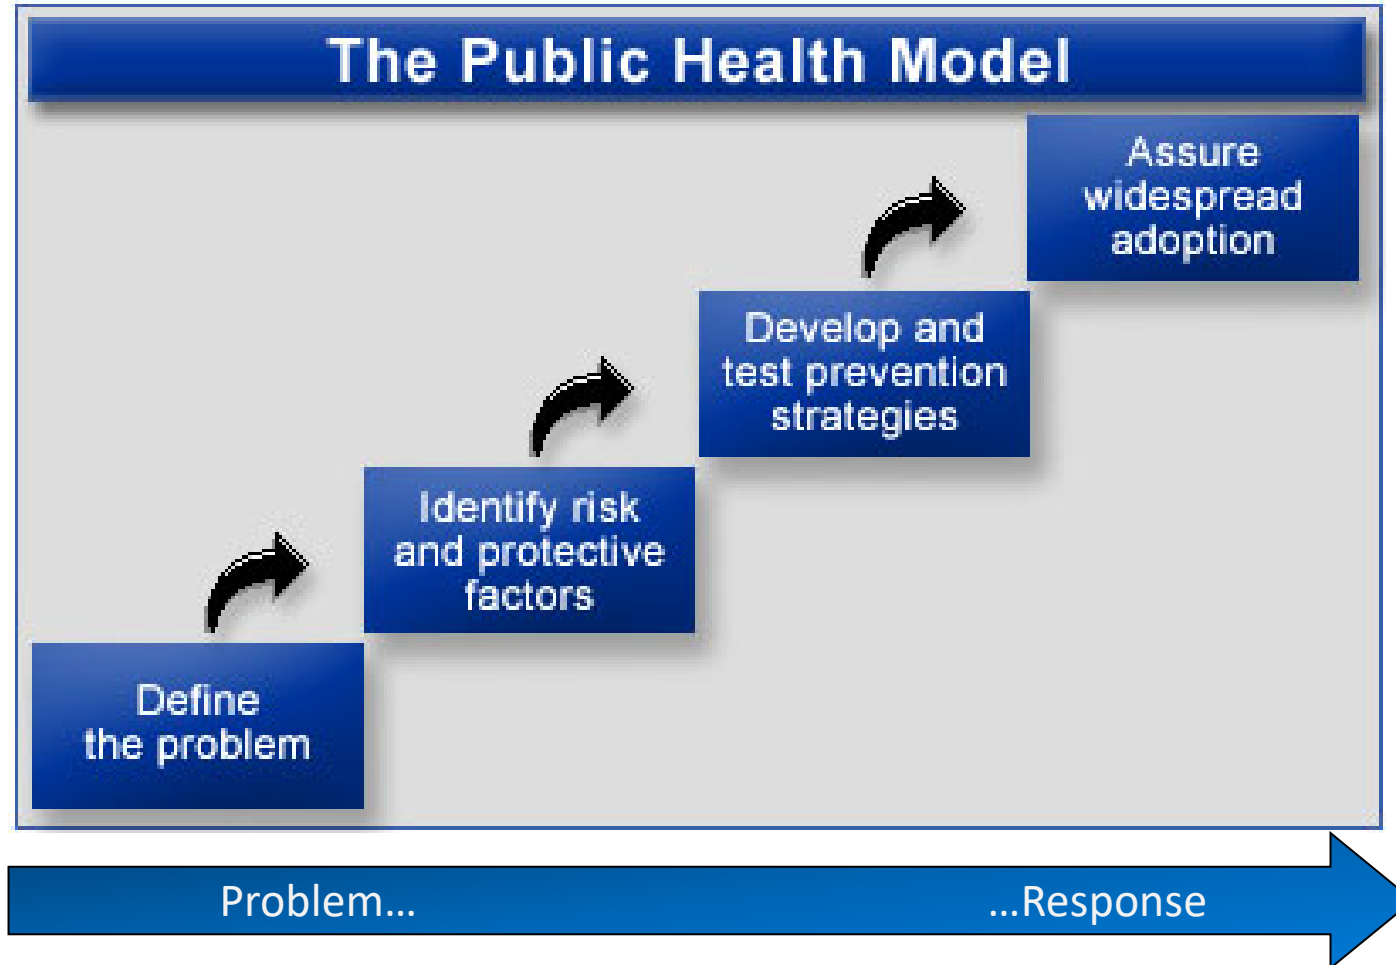 The Public Health Model
Assure
widespread
adoption
Develop and
test prevention
strategies
Identify risk
and protective
factors
Define
the problem
Problem...
...Response